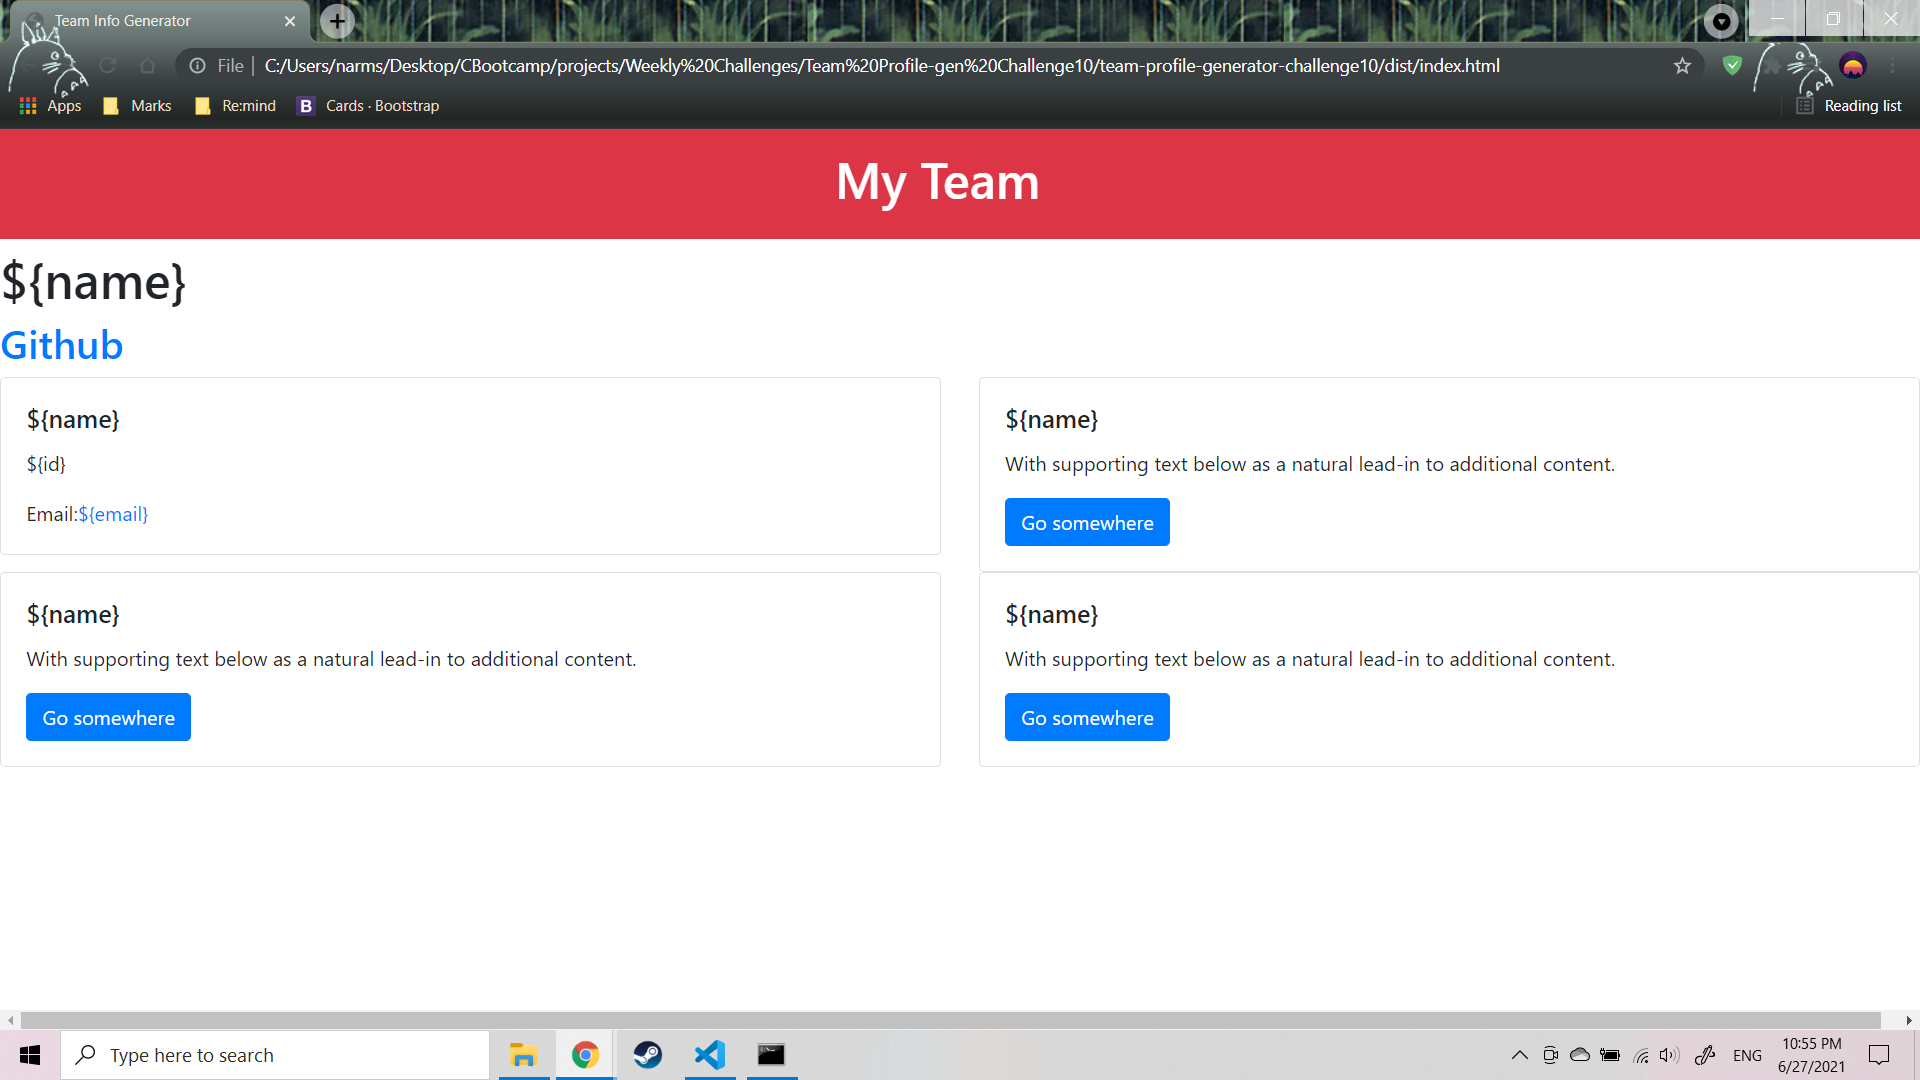 Team Info Generator
File
C:/Users/narms/Desktop/CBootcamp/projects/Weekly%20Challenges/Team%20Profile-gen%20Challenge10/team-profile-generator-challenge10/dist/index.html
Apps Marks Re:mind B Cards · Bootstrap Reading list
My Team
${name}
Github
${name}
${id}
Email:${email}
${name}
With supporting text below as a natural lead-in to additional content.
Go somewhere
${name}
With supporting text below as a natural lead-in to additional content.
Go somewhere
${name}
With supporting text below as a natural lead-in to additional content.
Go somewhere
Type here to search
ENG
10:55 PM
6/27/2021